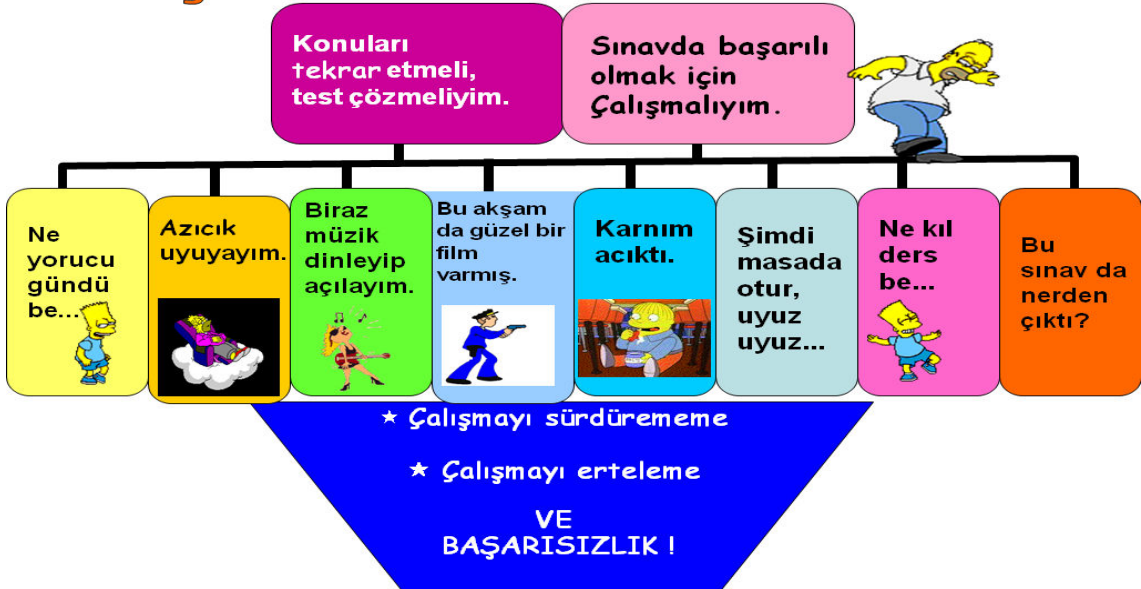 Konuları
tekrar etmeli,
test çözmeliyim.
Sınavda başarılı
olmak için
Çalışmalıyım.
Ne
yorucu
gündü
be...
Azıcık
uyuyayım.
Biraz
müzik
dinleyip
açılayım.
Bu akşam
da güzel bir
film
varmış.
Karnım
acıktı.
Şimdi
masada
otur,
uyuz
uyuz...
Ne kıl
ders
be...
Bu
sınav da
nerden
çıktı?
★ Çalışmayı sürdürememe
★ Çalışmayı erteleme
VE
BAŞARISIZLIK !